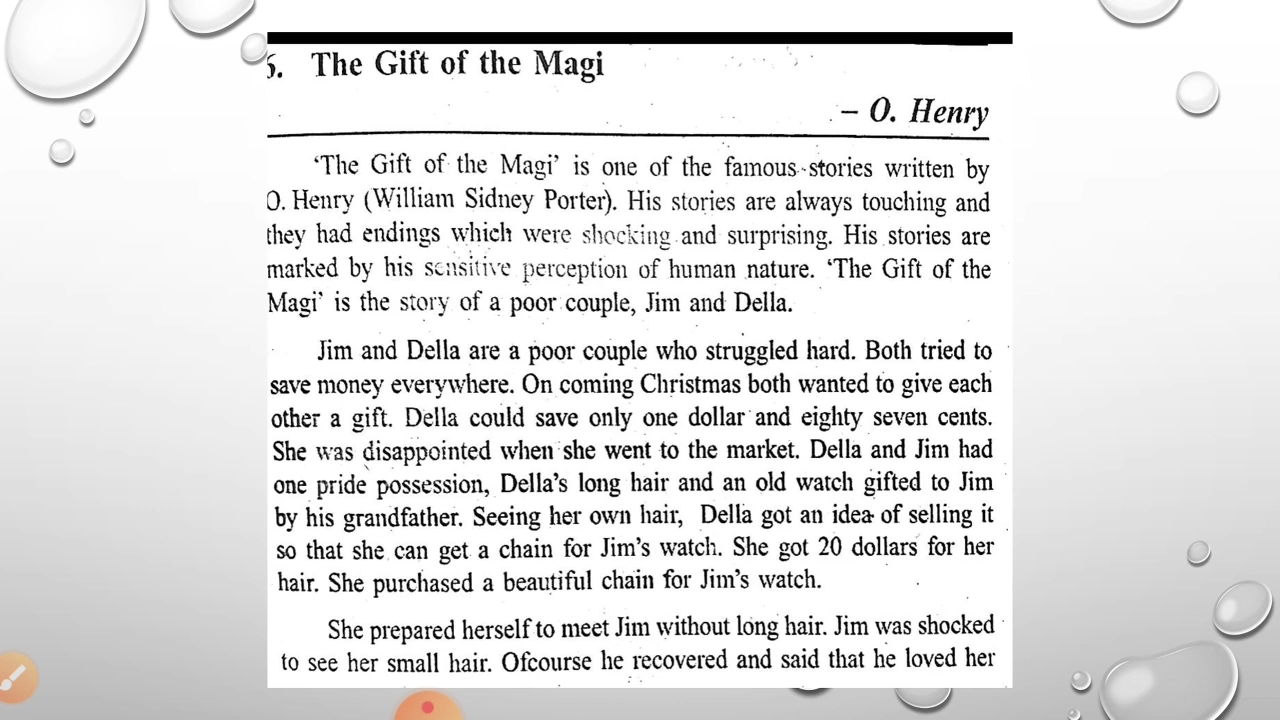 6. The Gift of the Magi
– O. Henry
'The Gift of the Magi' is one of the famous stories written by
O. Henry (William Sidney Porter). His stories are always touching and
they had endings which were shocking and surprising. His stories are
marked by his sensitive perception of human nature. 'The Gift of the
Magi' is the story of a poor couple, Jim and Della.
Jim and Della are a poor couple who struggled hard. Both tried to
save money everywhere. On coming Christmas both wanted to give each
other a gift. Della could save only one dollar and eighty seven cents.
She was disappointed when she went to the market. Della and Jim had
one pride possession, Della's long hair and an old watch gifted to Jim
by his grandfather. Seeing her own hair, Della got an idea of selling it
so that she can get a chain for Jim's watch. She got 20 dollars for her
hair. She purchased a beautiful chain for Jim's watch.
She prepared herself to meet Jim without long hair. Jim was shocked
to see her small hair. Ofcourse he recovered and said that he loved her